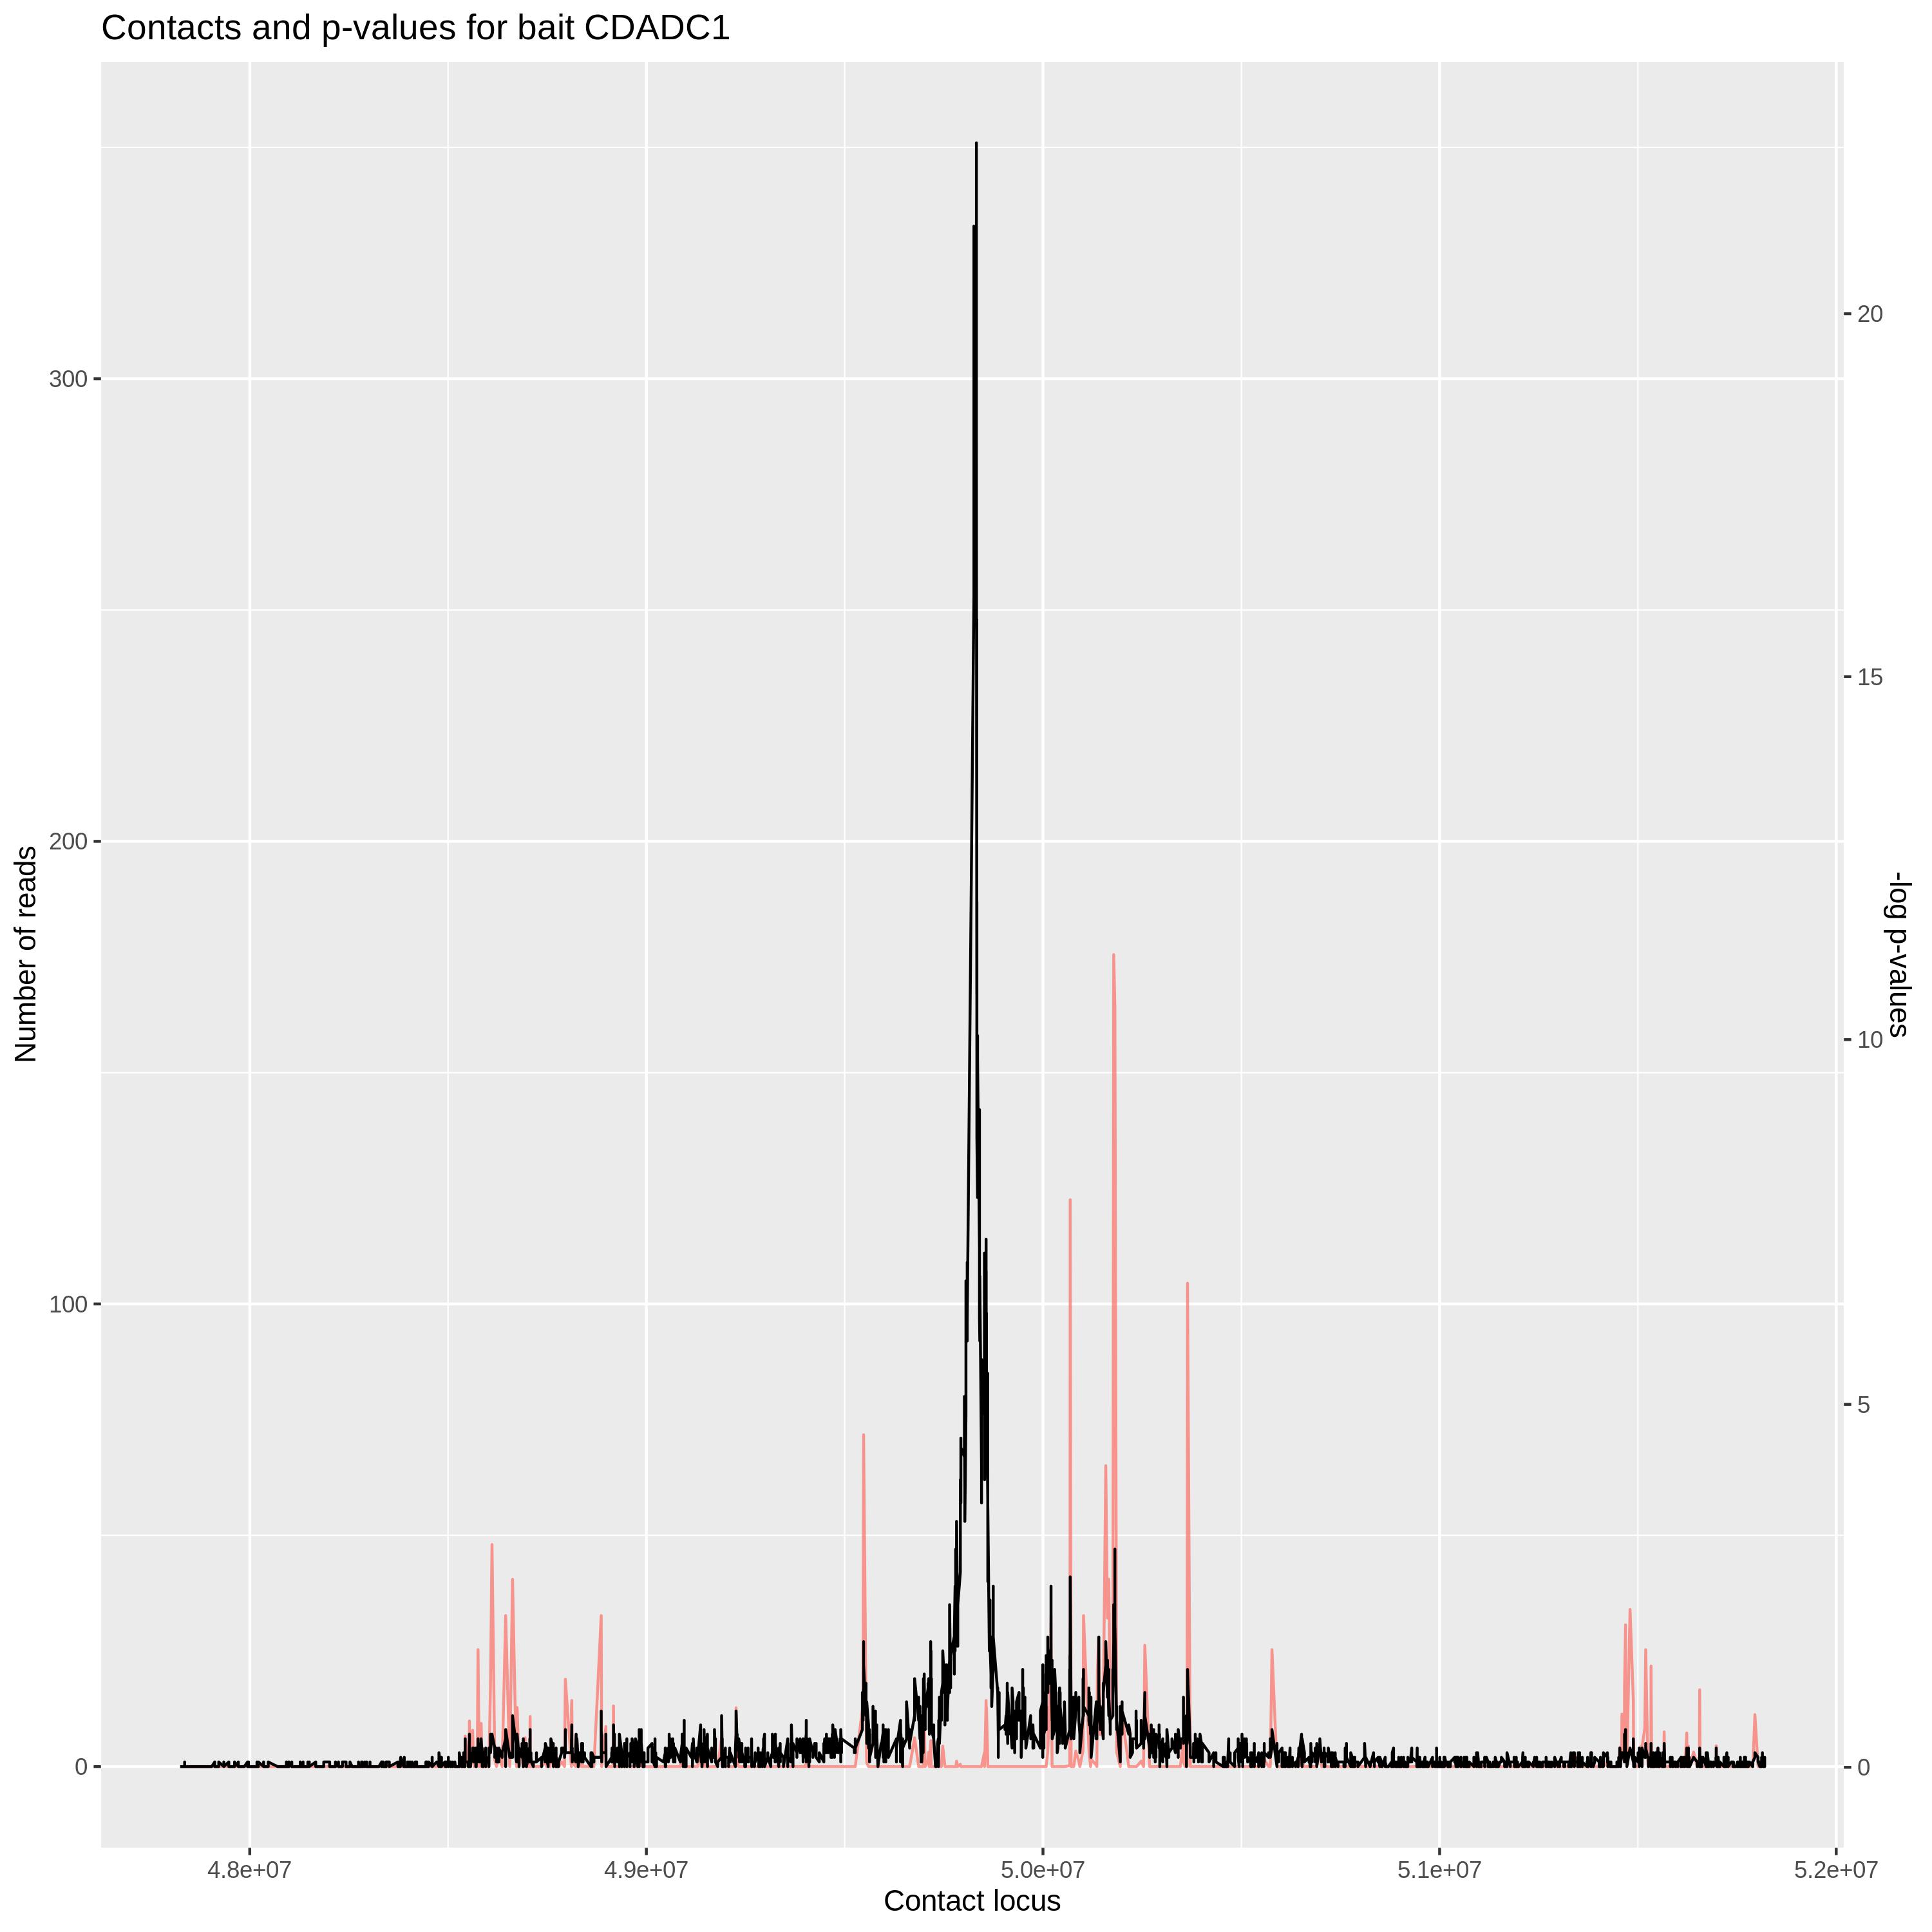 Contacts and p-values for bait CDADC1
Number of reads
300
200
100
0
20
15
10
5
0
-log p-values
4.8e+07
4.9e+07
5.0e+07
5.1e+07
5.2e+07
Contact locus